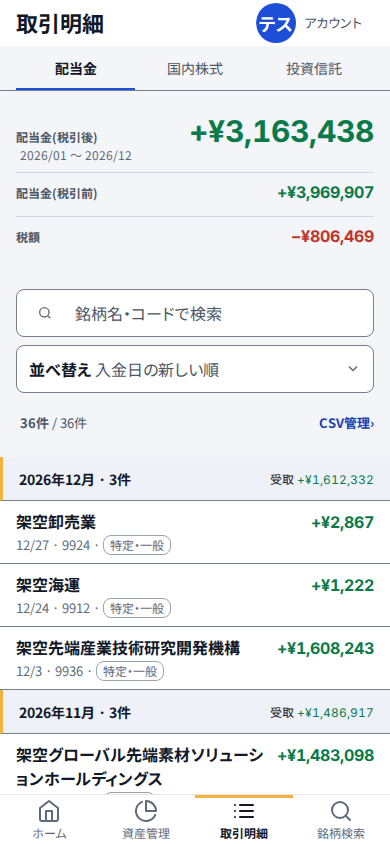 取引明細
テス アカウント
配当金 国内株式 投資信託
配当金(税引後)
2026/01 〜 2026/12
+¥3,163,438
配当金(税引前) +¥3,969,907
税額 −¥806,469
銘柄名・コードで検索
並べ替え 入金日の新しい順
36件 / 36件 CSV管理›
2026年12月・3件 受取 +¥1,612,332
架空卸売業 +¥2,867
12/27・9924・特定・一般
架空海運 +¥1,222
12/24・9912・特定・一般
架空先端産業技術研究開発機構 +¥1,608,243
12/3・9936・特定・一般
2026年11月・3件 受取 +¥1,486,917
架空グローバル先端素材ソリューシ +¥1,483,098
ョンホールディングス
ホーム 資産管理 取引明細 銘柄検索